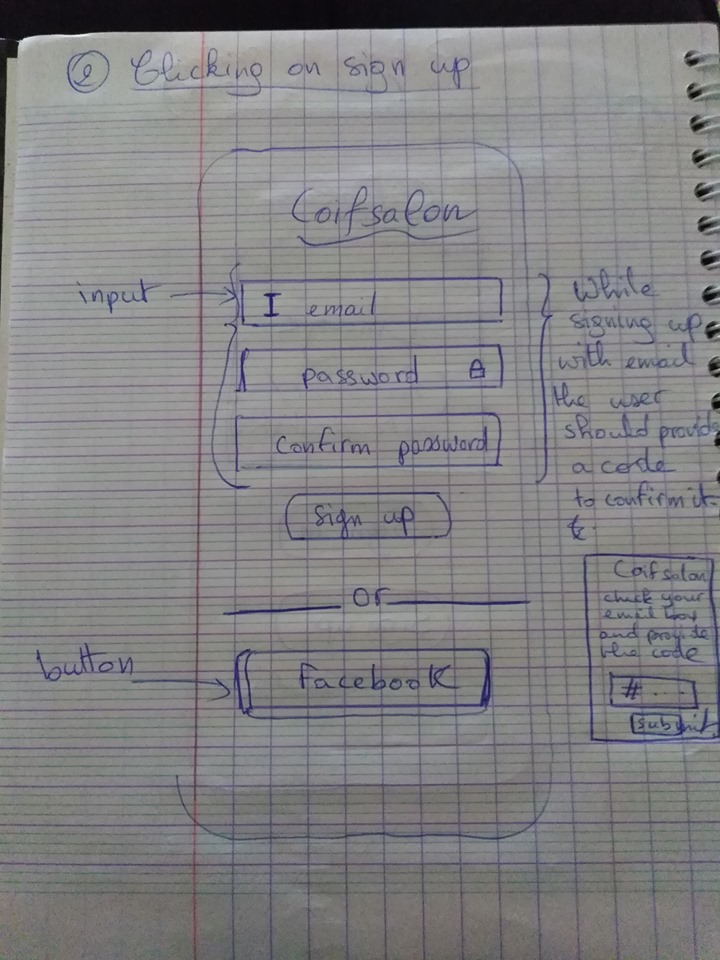 ② Clicking on sign up
Coifsalon
input
I email
password
Confirm password
Sign up
While
signing up
with email
the user
should provide
a code
to confirm it
Or
button
Facebook
Coifsalon
check your
email box
and provide
the code
# ....
submit